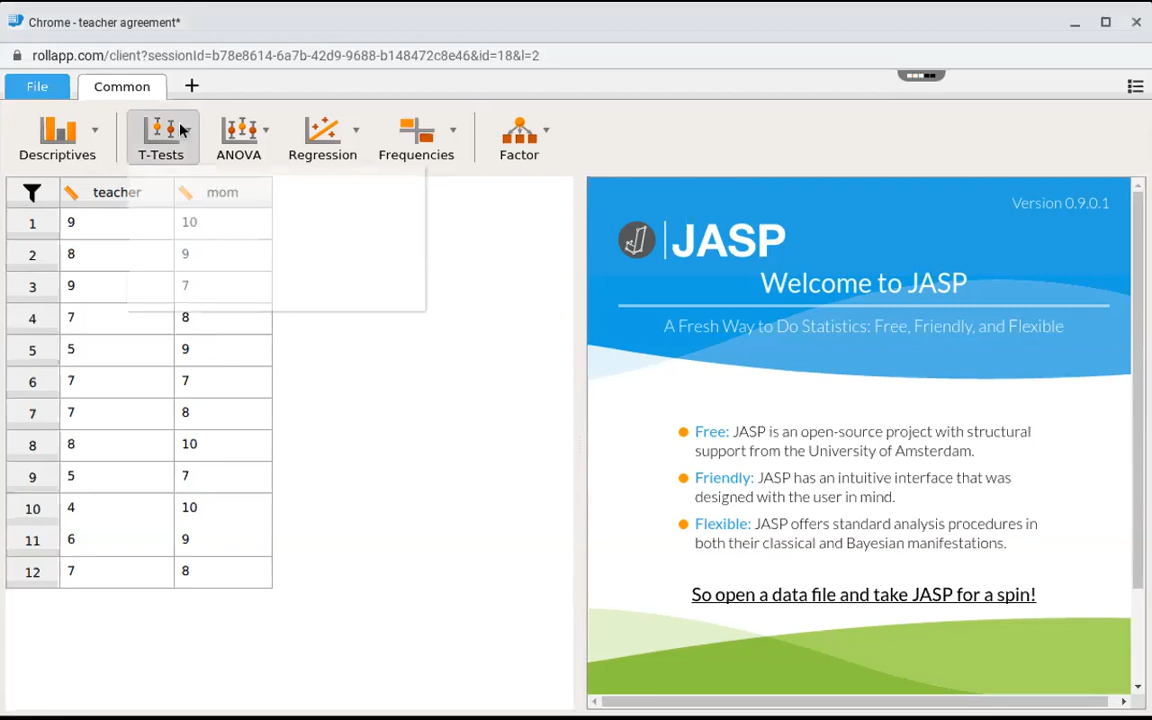 Chrome - teacher agreement*
rollapp.com/client?sessionId=b78e8614-6a7b-42d9-9688-b148472c8e46&id=18&l=2
File Common +
Descriptives T-Tests ANOVA Regression Frequencies Factor
teacher mom
1 9 10
2 8 9
3 9 7
4 7 8
5 5 9
6 7 7
7 7 8
8 8 10
9 5 7
10 4 10
11 6 9
12 7 8
Version 0.9.0.1
JASP
Welcome to JASP
A Fresh Way to Do Statistics: Free, Friendly, and Flexible
Free: JASP is an open-source project with structural
support from the University of Amsterdam.
Friendly: JASP has an intuitive interface that was
designed with the user in mind.
Flexible: JASP offers standard analysis procedures in
both their classical and Bayesian manifestations.
So open a data file and take JASP for a spin!